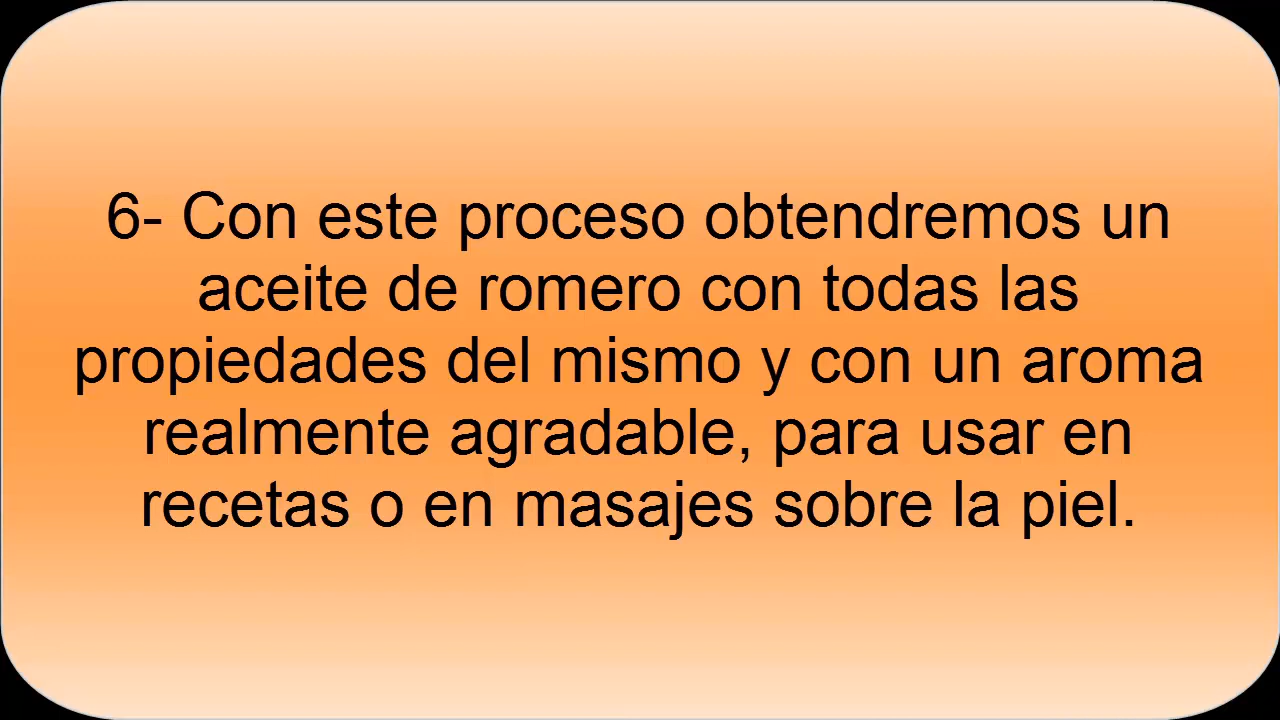 6- Con este proceso obtendremos un
aceite de romero con todas las
propiedades del mismo y con un aroma
realmente agradable, para usar en
recetas o en masajes sobre la piel.